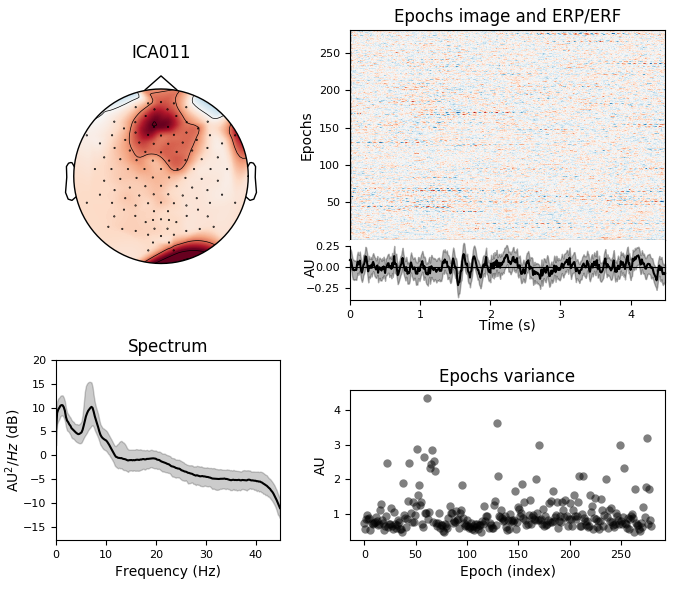 ICA011
Epochs image and ERP/ERF
250
200
150
100
50
Epochs
0.25
0.00
−0.25
AU
0 1 2 3 4
Time (s)
Spectrum
20
15
10
5
0
−5
−10
−15
AU²/Hz (dB)
0 10 20 30 40
Frequency (Hz)
Epochs variance
4
3
2
1
AU
0 50 100 150 200 250
Epoch (index)